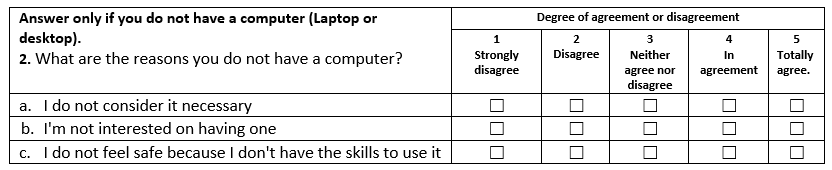 Answer only if you do not have a computer (Laptop or
desktop).
2. What are the reasons you do not have a computer?
Degree of agreement or disagreement
1
Strongly
disagree
2
Disagree
3
Neither
agree nor
disagree
4
In
agreement
5
Totally
agree.
a. I do not consider it necessary
b. I'm not interested on having one
c. I do not feel safe because I don't have the skills to use it